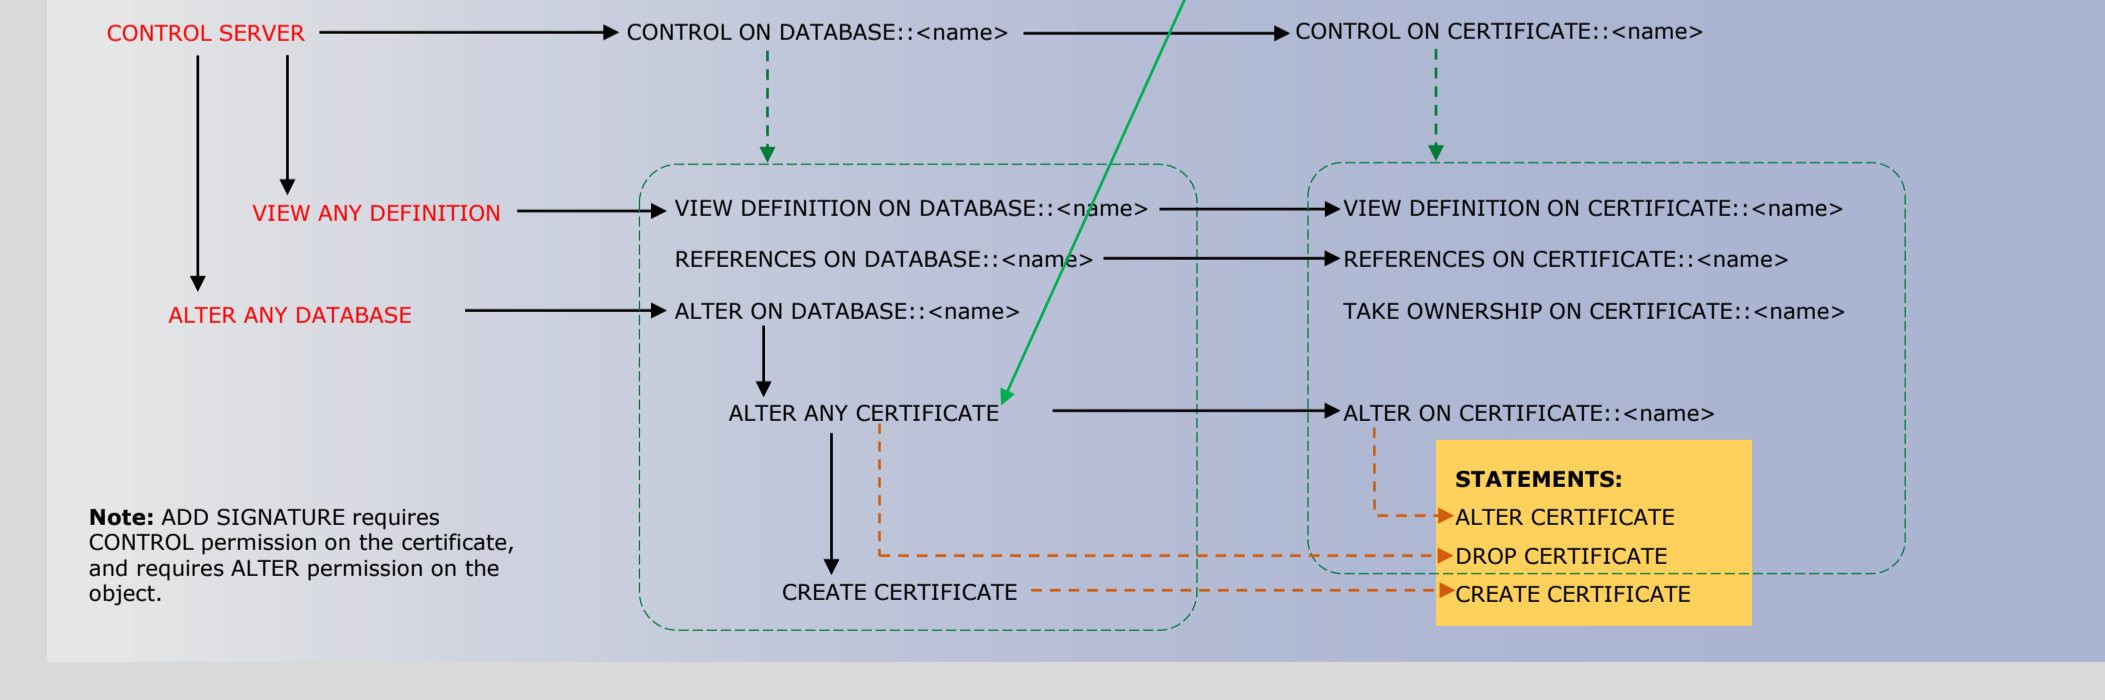 CONTROL SERVER
CONTROL ON DATABASE::<name>
CONTROL ON CERTIFICATE::<name>
VIEW ANY DEFINITION
VIEW DEFINITION ON DATABASE::<name>
VIEW DEFINITION ON CERTIFICATE::<name>
REFERENCES ON DATABASE::<name>
REFERENCES ON CERTIFICATE::<name>
ALTER ANY DATABASE
ALTER ON DATABASE::<name>
TAKE OWNERSHIP ON CERTIFICATE::<name>
ALTER ANY CERTIFICATE
ALTER ON CERTIFICATE::<name>
STATEMENTS:
ALTER CERTIFICATE
DROP CERTIFICATE
CREATE CERTIFICATE
CREATE CERTIFICATE
Note: ADD SIGNATURE requires
CONTROL permission on the certificate,
and requires ALTER permission on the
object.